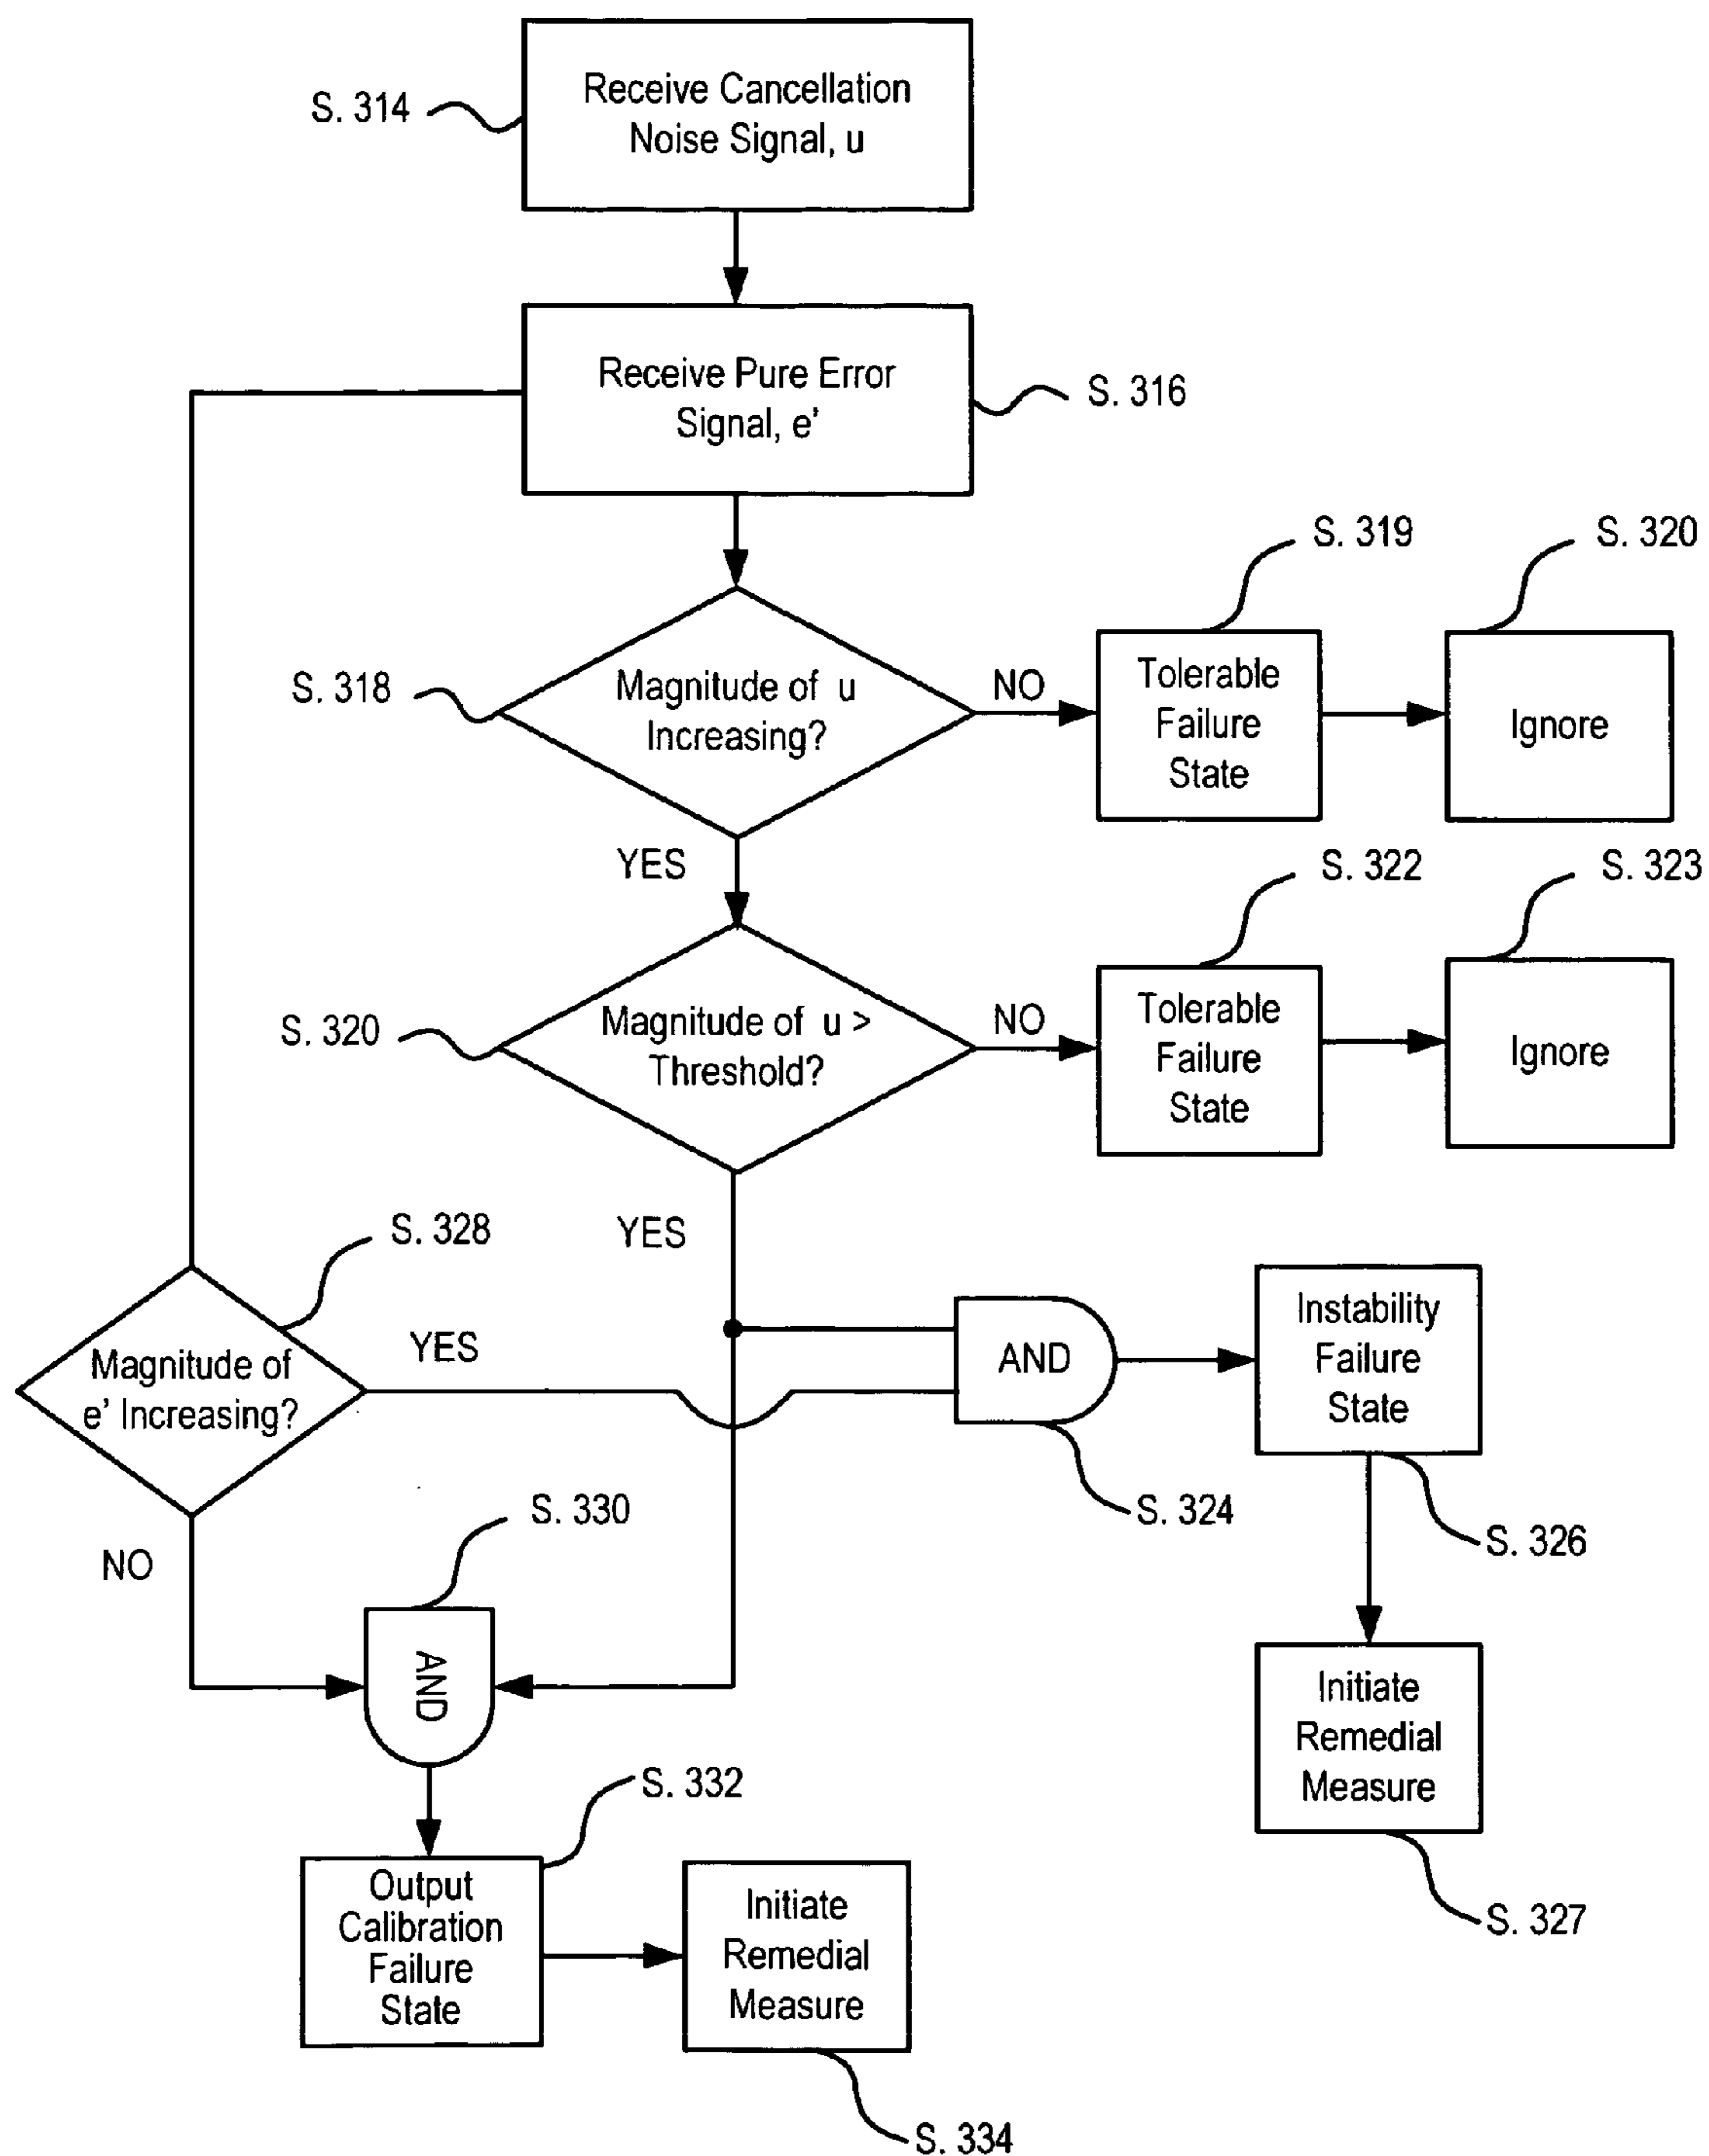 S. 314
Receive Cancellation
Noise Signal, u
Receive Pure Error
Signal, e'
S. 316
S. 319
S. 320
S. 318
Magnitude of u
Increasing?
NO
Tolerable
Failure
State
Ignore
YES
S. 322
S. 323
S. 320
Magnitude of u >
Threshold?
NO
Tolerable
Failure
State
Ignore
YES
S. 328
Magnitude of
e' Increasing?
YES
AND
Instability
Failure
State
S. 324
S. 326
NO
S. 330
AND
Initiate
Remedial
Measure
S. 327
S. 332
Output
Calibration
Failure
State
Initiate
Remedial
Measure
S. 334